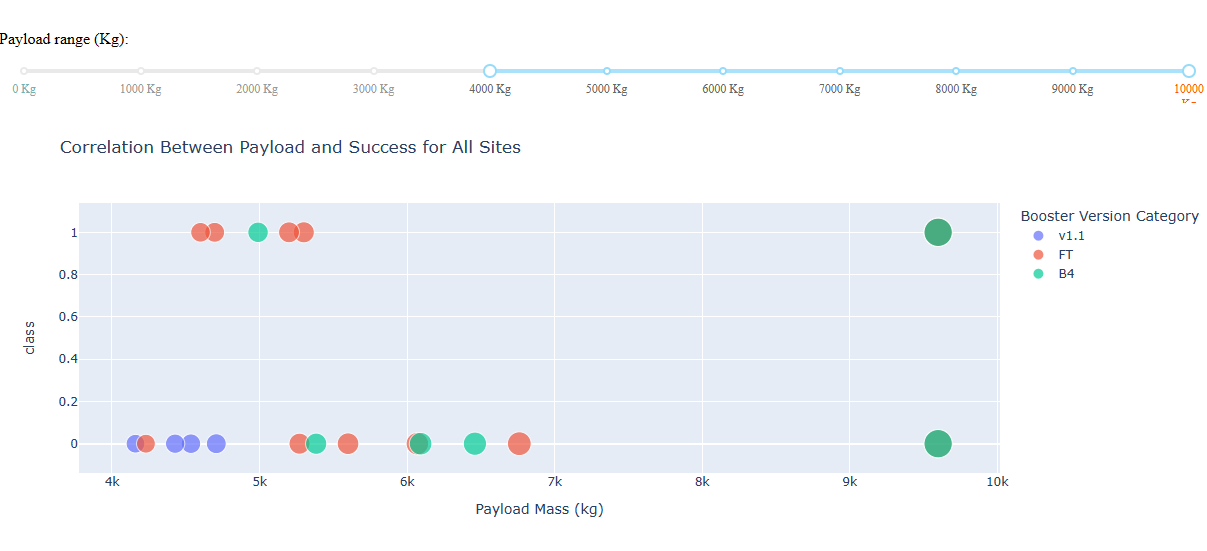 Payload range (Kg):
0 Kg 1000 Kg 2000 Kg 3000 Kg 4000 Kg 5000 Kg 6000 Kg 7000 Kg 8000 Kg 9000 Kg 10000
Correlation Between Payload and Success for All Sites
Booster Version Category
v1.1
FT
B4
1
0.8
0.6
0.4
0.2
0
class
4k 5k 6k 7k 8k 9k 10k
Payload Mass (kg)